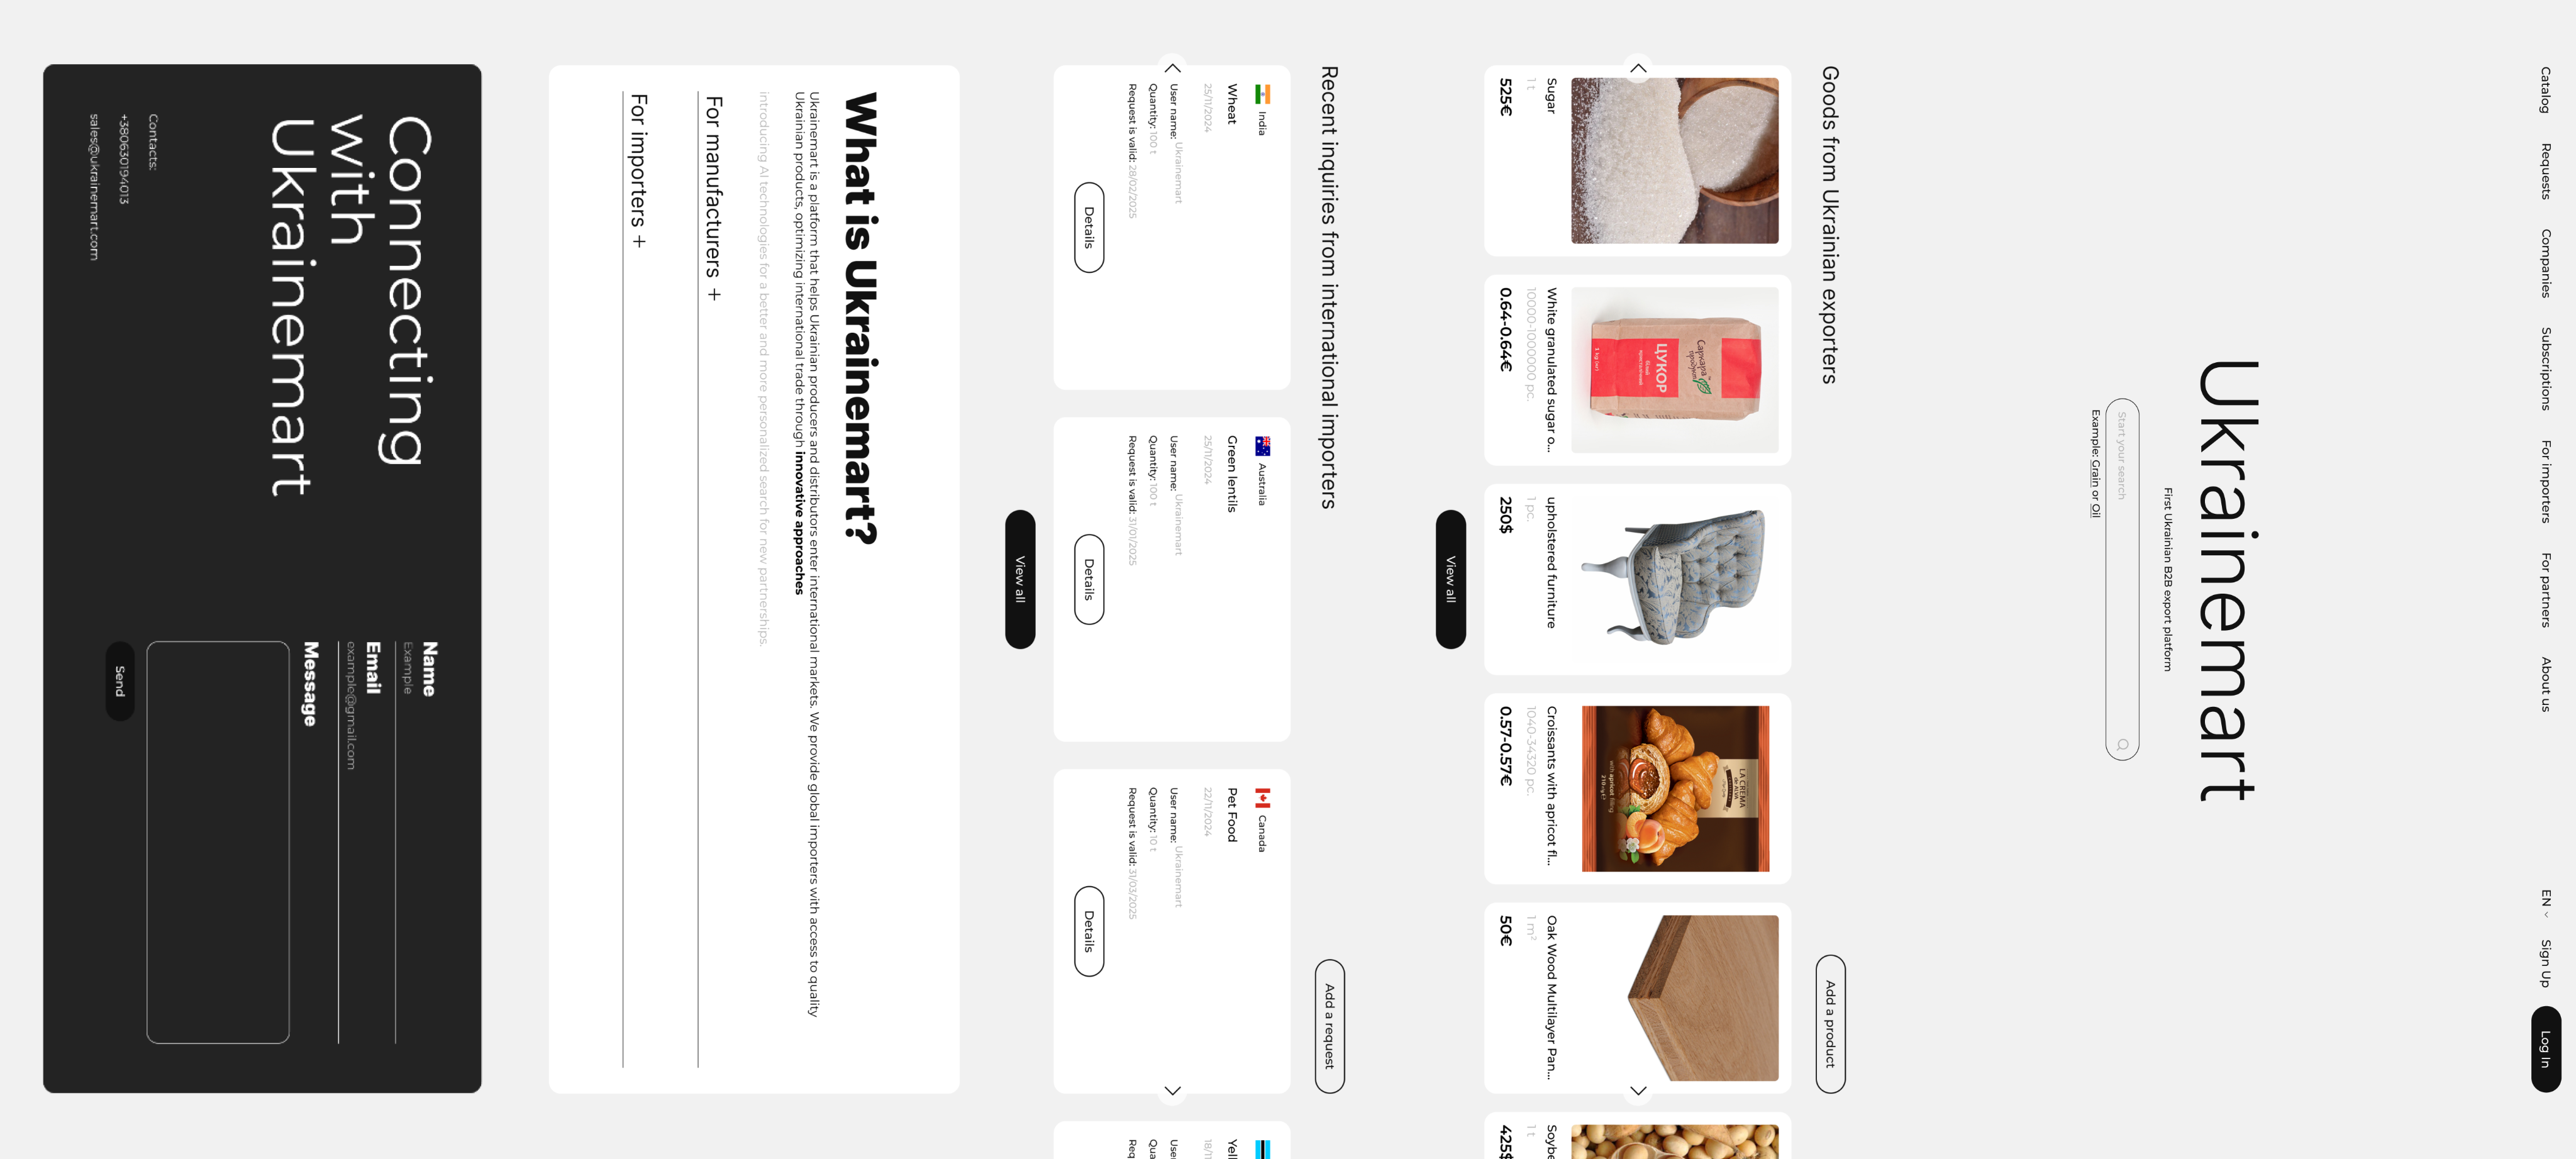 Catalog
Requests
Companies
Subscriptions
For importers
For partners
About us
EN
Sign Up
Log In
Ukrainemart
First Ukrainian B2B export platform
Start your search
Example: Grain or Oil
Goods from Ukrainian exporters
Add a product
Sugar
1 t
525€
Сархара
продукт
ЦУКОР
White granulated sugar o...
10000-1000000 pc.
0.64-0.64€
upholstered furniture
1 pc.
250$
LA CREMA
with apricot filling
Croissants with apricot fi...
1040-34320 pc.
0.57-0.57€
Oak Wood Multilayer Pan...
1 m²
50€
Soybe
1 t
425$
View all
Recent inquiries from international importers
Add a request
India
Wheat
25/11/2024
User name: Ukrainemart
Quantity: 100 t
Request is valid: 28/02/2025
Details
Australia
Green lentils
25/11/2024
User name: Ukrainemart
Quantity: 100 t
Request is valid: 31/01/2025
Details
Canada
Pet Food
22/11/2024
User name: Ukrainemart
Quantity: 10 t
Request is valid: 31/03/2025
Details
Yell
18/11
User
Qua
Req
View all
What is Ukrainemart?
Ukrainemart is a platform that helps Ukrainian producers and distributors enter international markets. We provide global importers with access to quality
Ukrainian products, optimizing international trade through innovative approaches
introducing AI technologies for a better and more personalized search for new partnerships.
For manufacturers +
For importers +
Connecting
with
Ukrainemart
Contacts:
+380630194013
sales@ukrainemart.com
Name
Example
Email
example@gmail.com
Message
Send